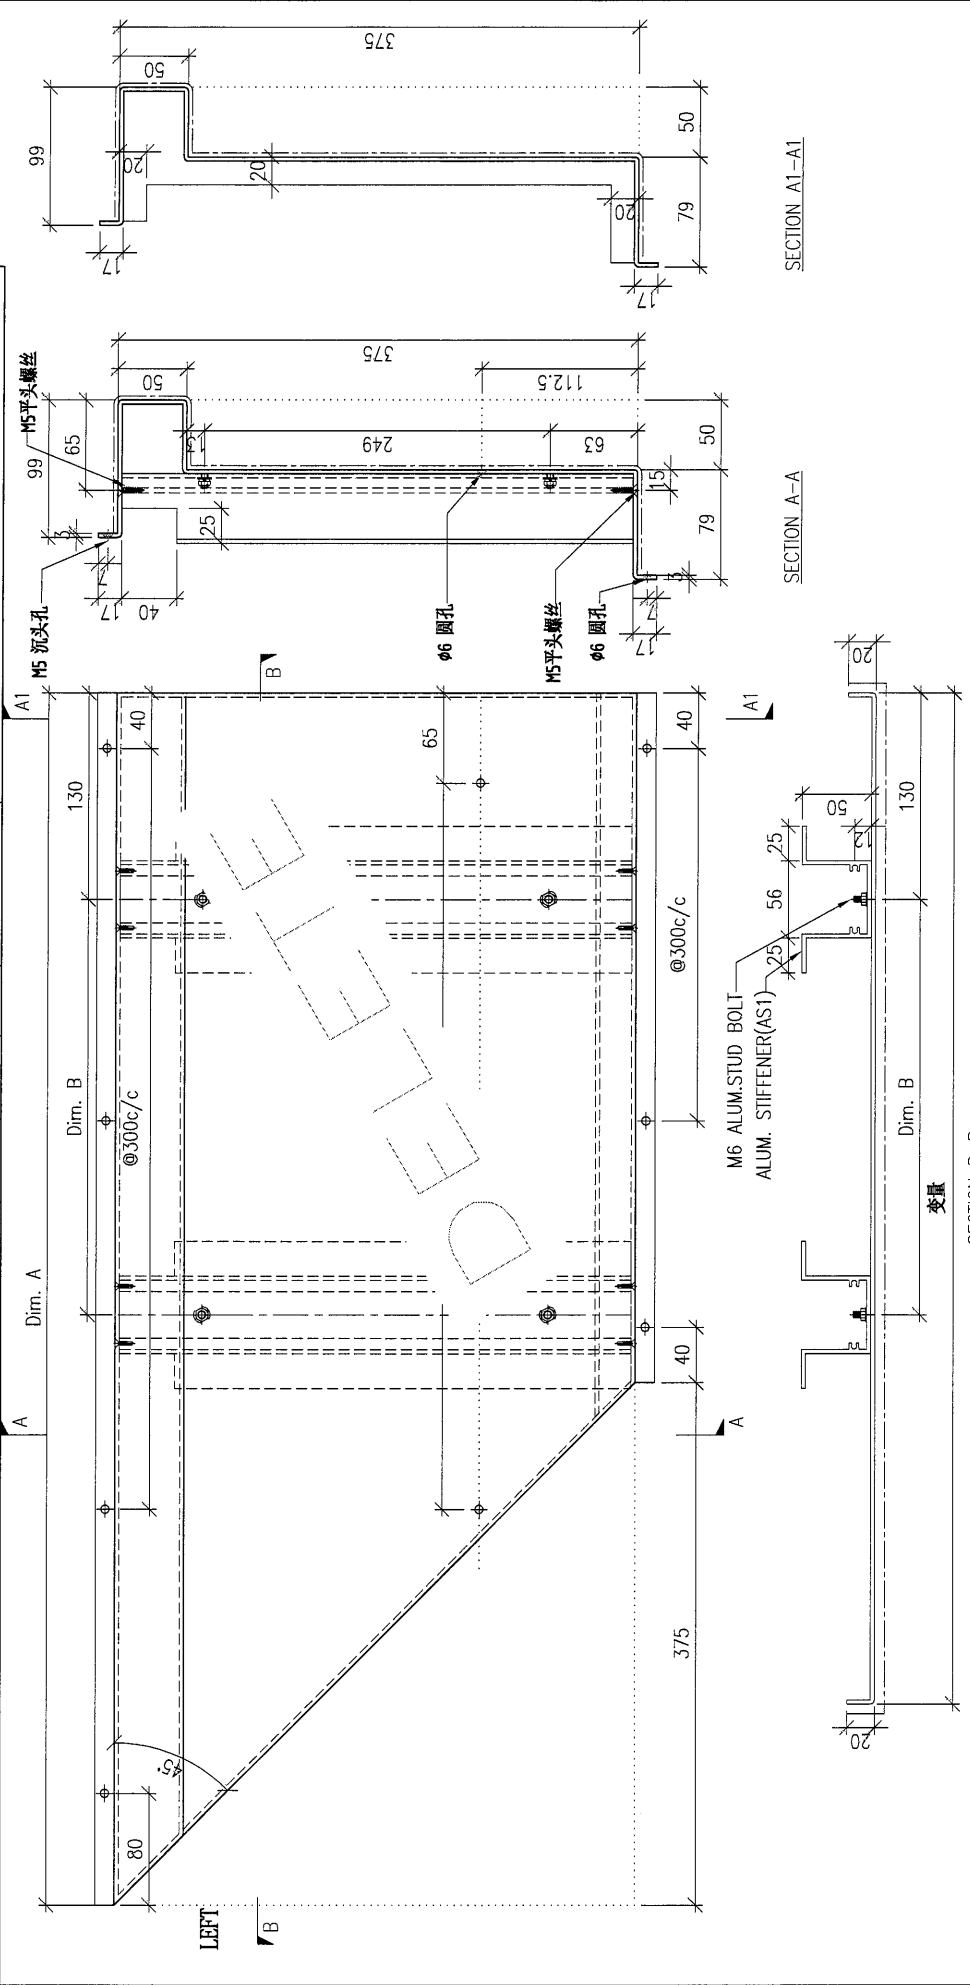 375
50
99
20
20
20
17
17
50
79
SECTION A1-A1
M5平头螺丝
375
50
112.5
99
65
13
249
63
3
7
17
40
25
15
50
79
3
7
17
M5 沉头孔
φ6 圆孔
M5平头螺丝
φ6 圆孔
SECTION A-A
A1
A1
B
40
130
65
40
Dim. B
@300c/c
@300c/c
Dim. A
DELETE
A
A
40
375
45°
80
LEFT
B
20
50
12
130
25
56
25
M6 ALUM.STUD BOLT
ALUM. STIFFENER(AS1)
Dim. B
变量
20